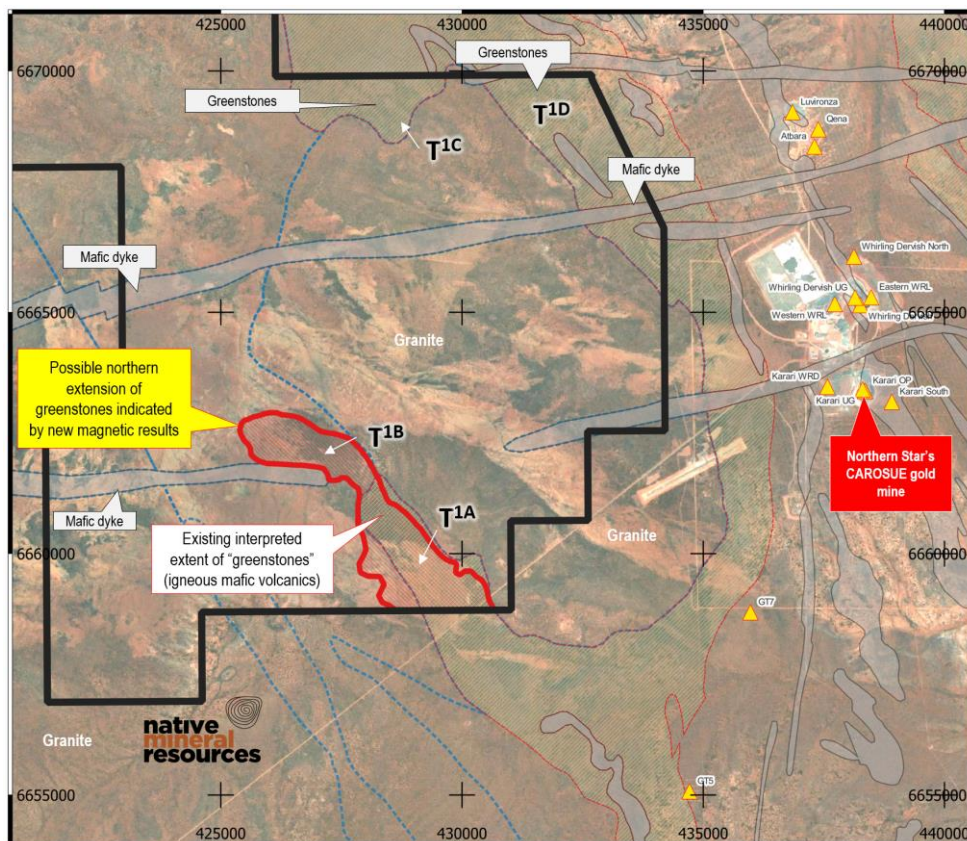 425000
430000
435000
440000
6670000
6670000
Greenstones
Greenstones
T1D
T1C
Luvironza
Qena
Atbara
Mafic dyke
Mafic dyke
Whirling Dervish North
Whirling Dervish UG
Eastern WRL
Western WRL
6665000
6665000
Granite
Possible northern
extension of
greenstones indicated
by new magnetic results
Karari WRD
Karari OP
Karari UG
Karari South
T1B
Northern Star's
CAROSUE gold
mine
Mafic dyke
T1A
Existing interpreted
extent of "greenstones"
(igneous mafic volcanics)
Granite
6660000
6660000
GT7
native
mineral
resources
Granite
GT5
6655000
6655000
425000
430000
435000
440000